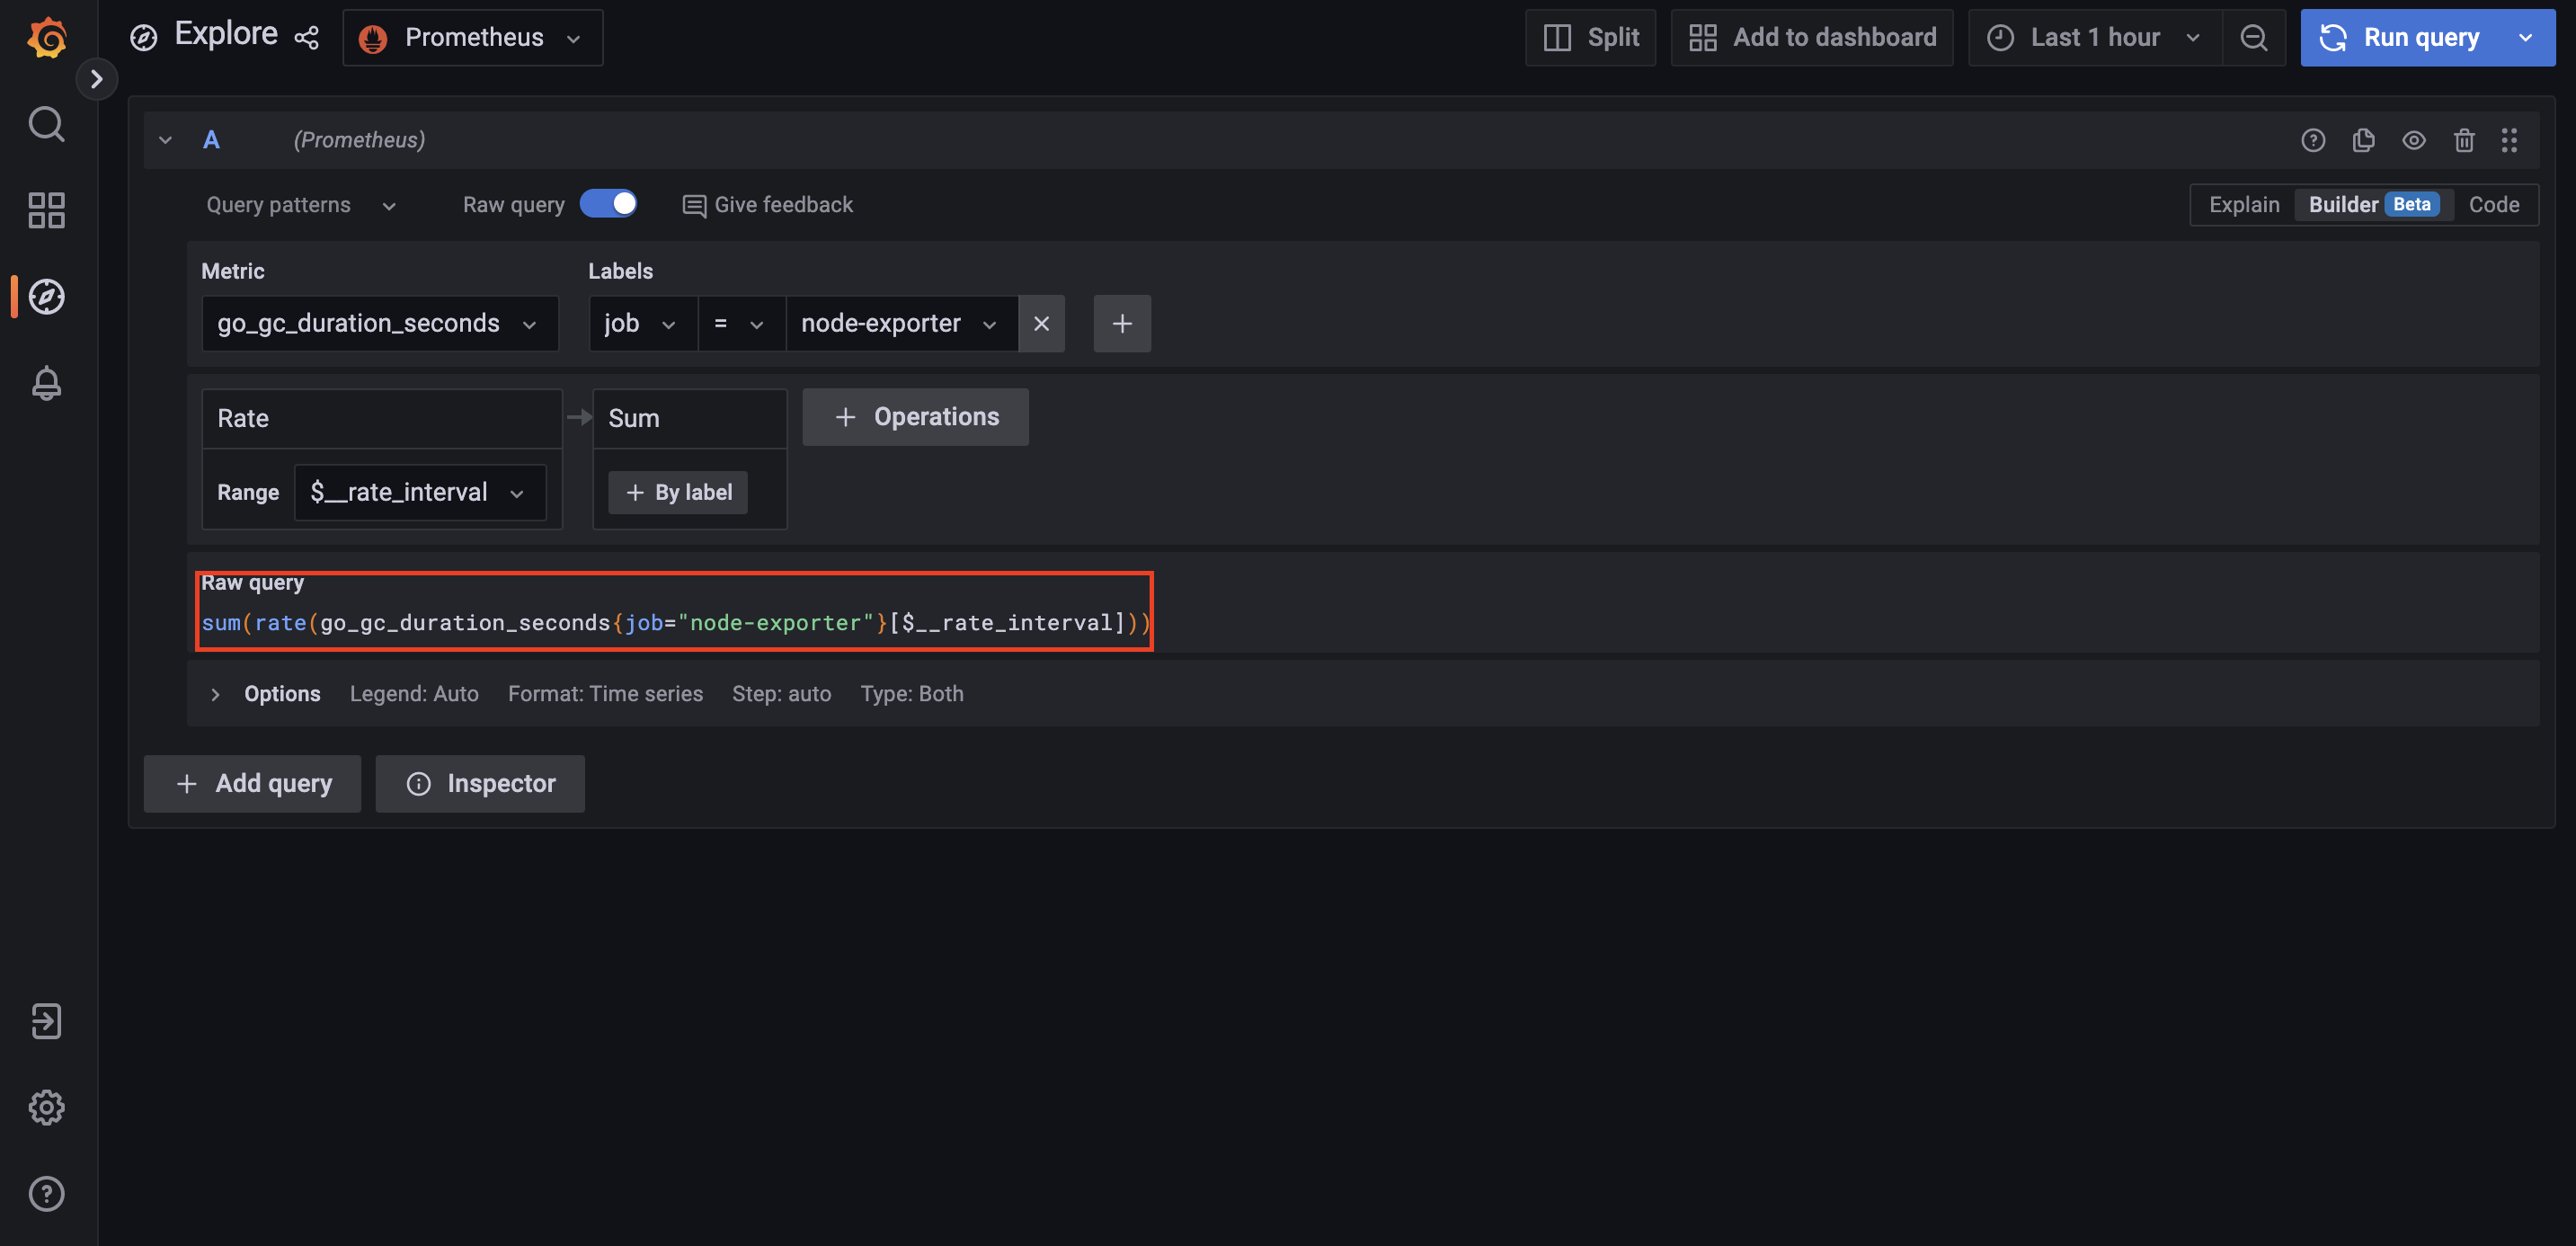 Explore Prometheus Split Add to dashboard Last 1 hour Run query
A (Prometheus)
Query patterns Raw query Give feedback Explain Builder Beta Code
Metric Labels
go_gc_duration_seconds job = node-exporter
Rate Sum + Operations
Range $__rate_interval + By label
Raw query
sum(rate(go_gc_duration_seconds{job="node-exporter"}[$__rate_interval]))
Options Legend: Auto Format: Time series Step: auto Type: Both
+ Add query Inspector